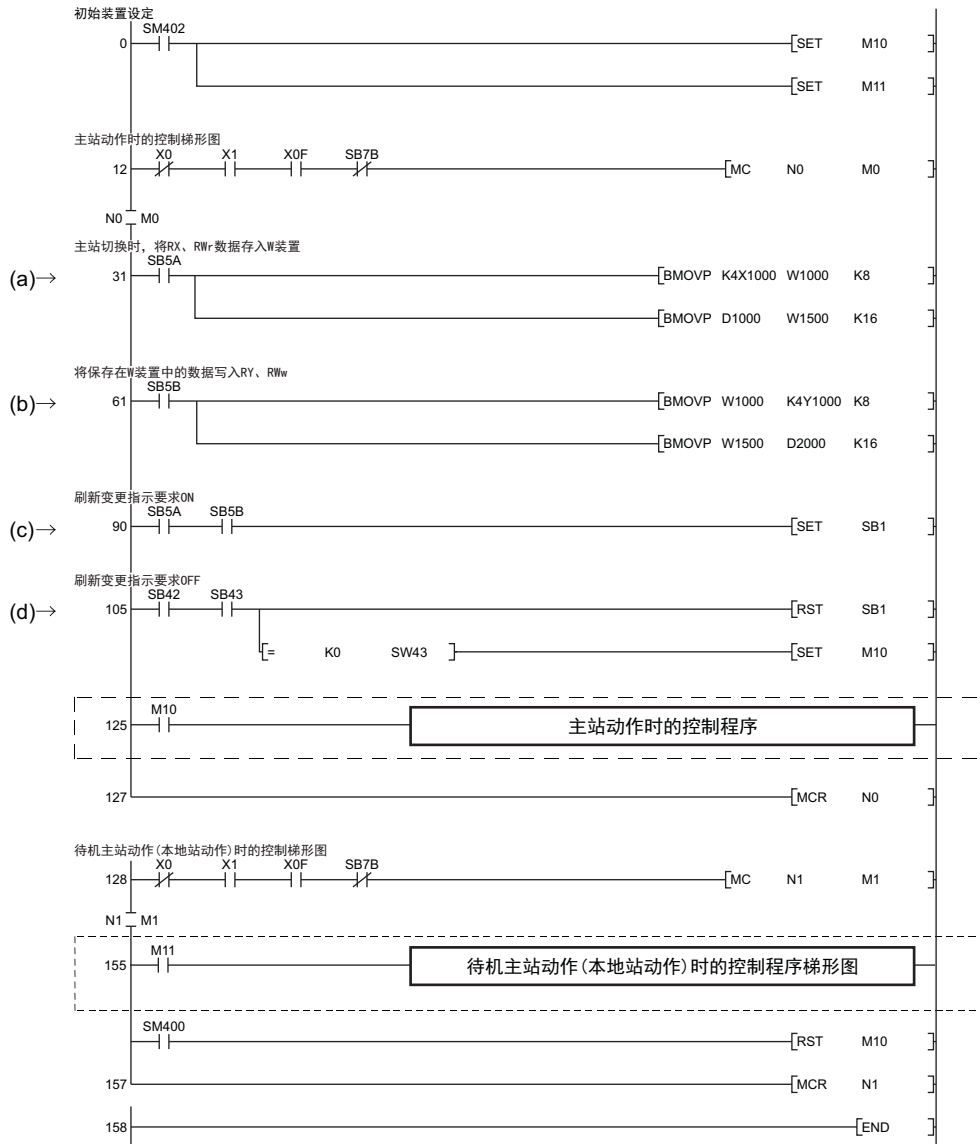 初始装置设定
SM402
0 SET M10
SET M11
主站动作时的控制梯形图
X0 X1 X0F SB7B
12 MC N0 M0
N0 M0
主站切换时，将RX、RWr数据存入W装置
SB5A
(a)→ 31 BMOVP K4X1000 W1000 K8
BMOVP D1000 W1500 K16
将保存在W装置中的数据写入RY、RWw
SB5B
(b)→ 61 BMOVP W1000 K4Y1000 K8
BMOVP W1500 D2000 K16
刷新变更指示要求ON
SB5A SB5B
(c)→ 90 SET SB1
刷新变更指示要求OFF
SB42 SB43
(d)→ 105 RST SB1
= K0 SW43 SET M10
M10
125 主站动作时的控制程序
127 MCR N0
待机主站动作(本地站动作)时的控制梯形图
X0 X1 X0F SB7B
128 MC N1 M1
N1 M1
M11
155 待机主站动作(本地站动作)时的控制程序梯形图
SM400
RST M10
157 MCR N1
158 END